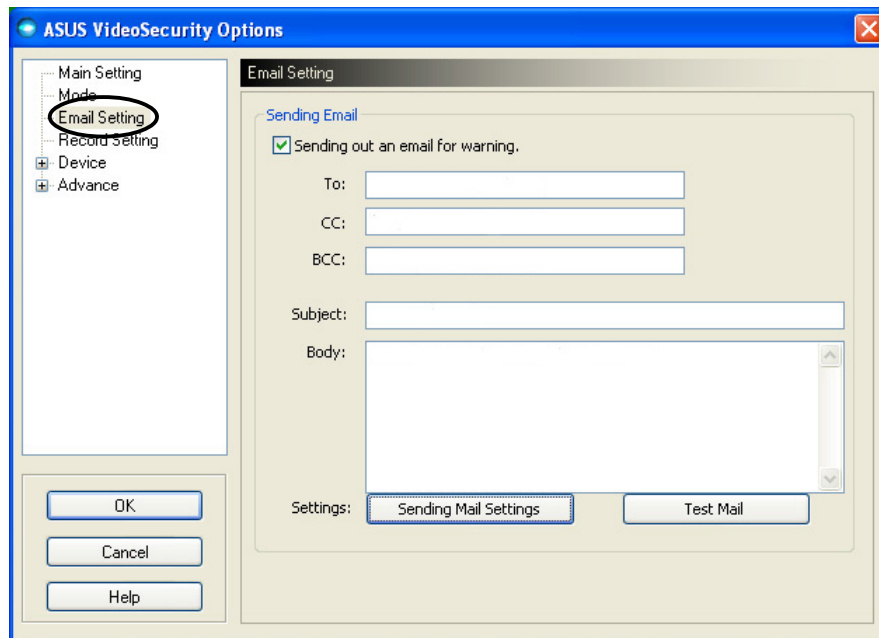 ASUS VideoSecurity Options
Main Setting
Mode
Email Setting
Record Setting
Device
Advance
OK
Cancel
Help
Email Setting
Sending Email
Sending out an email for warning.
To:
CC:
BCC:
Subject:
Body:
Settings: Sending Mail Settings Test Mail